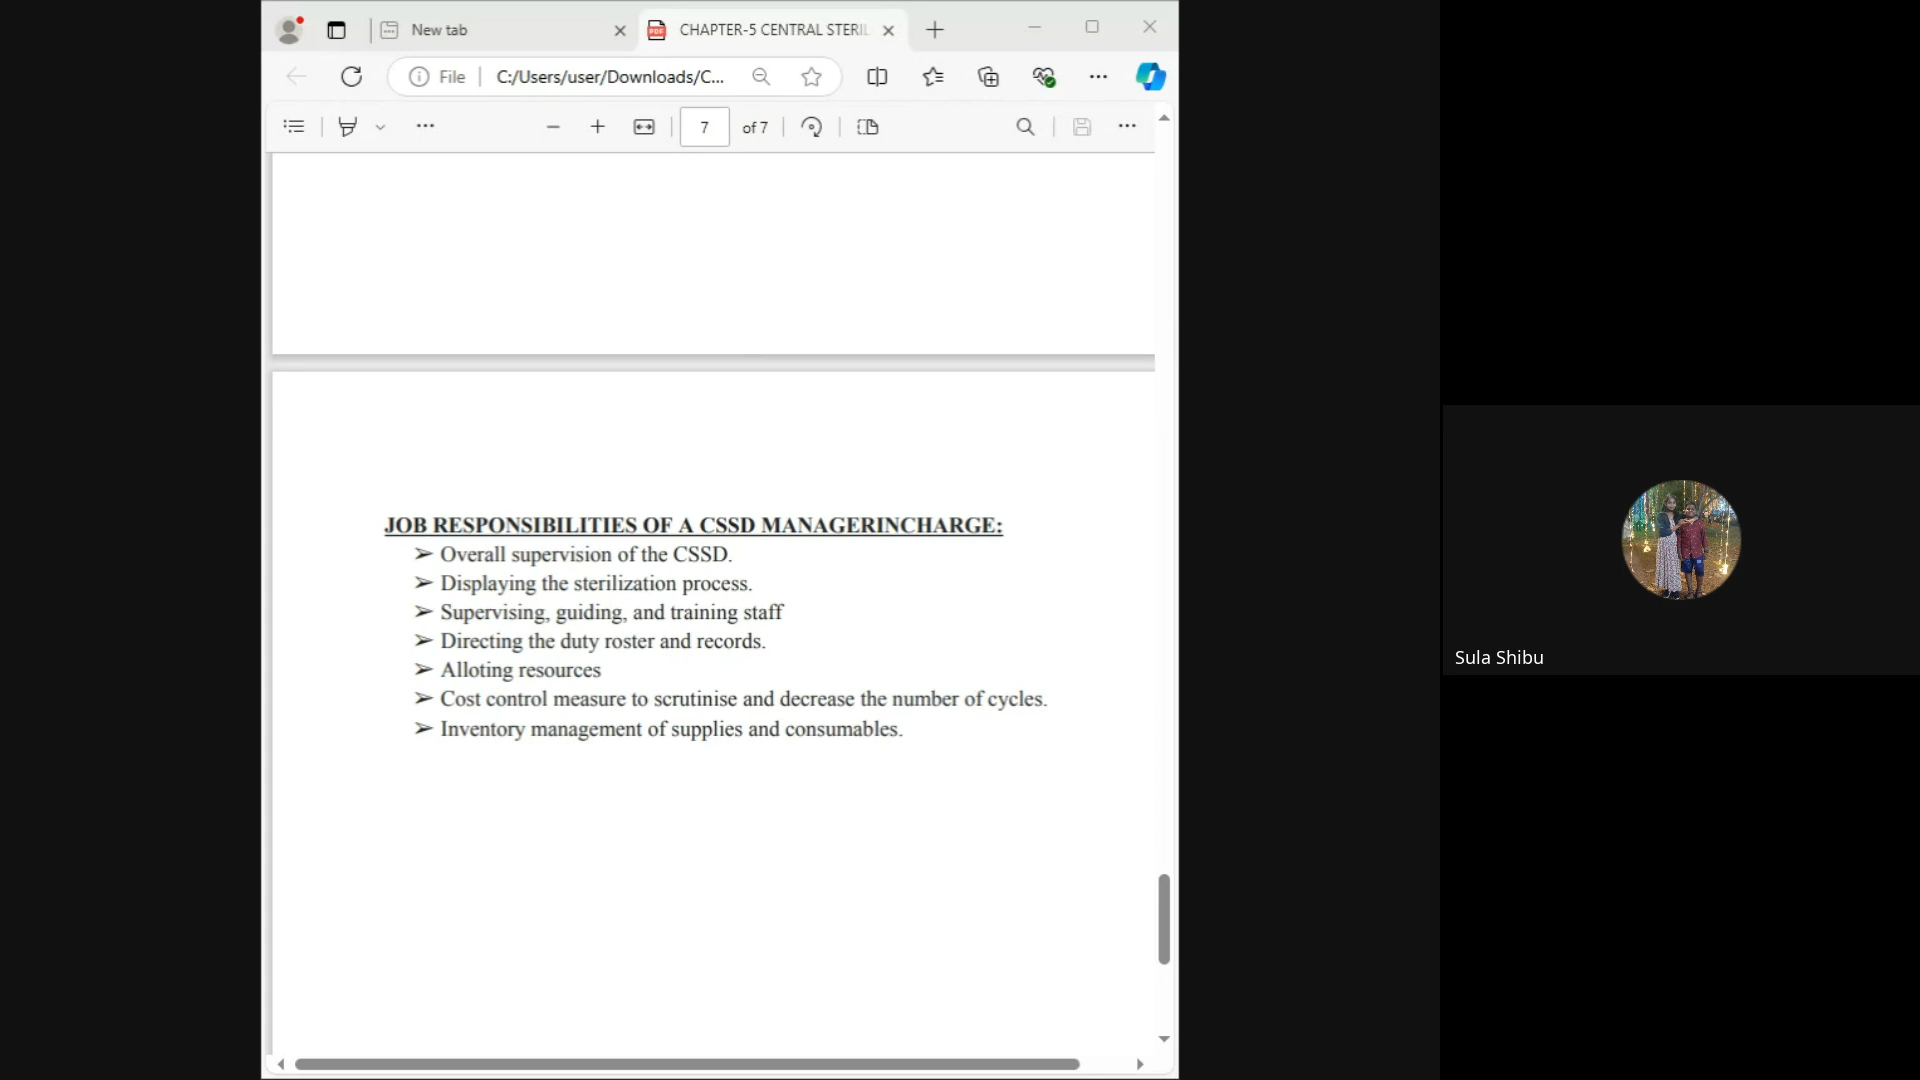 New tab
CHAPTER-5 CENTRAL STERIL
File
C:/Users/user/Downloads/C...
7 of 7
JOB RESPONSIBILITIES OF A CSSD MANAGERINCHARGE:
➢ Overall supervision of the CSSD.
➢ Displaying the sterilization process.
➢ Supervising, guiding, and training staff
➢ Directing the duty roster and records.
➢ Alloting resources
➢ Cost control measure to scrutinise and decrease the number of cycles.
➢ Inventory management of supplies and consumables.
Sula Shibu